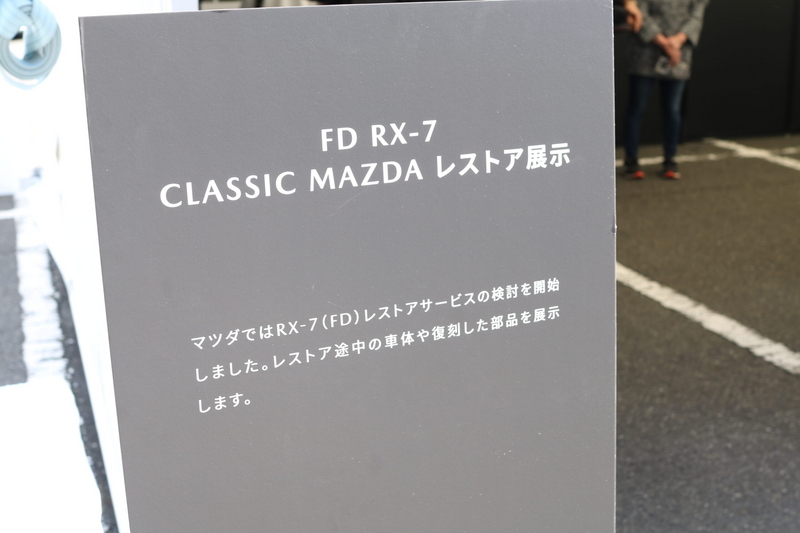 FD RX-7
CLASSIC MAZDA レストア展示
マツダではRX-7(FD)レストアサービスの検討を開始
しました。レストア途中の車体や復刻した部品を展示
します。